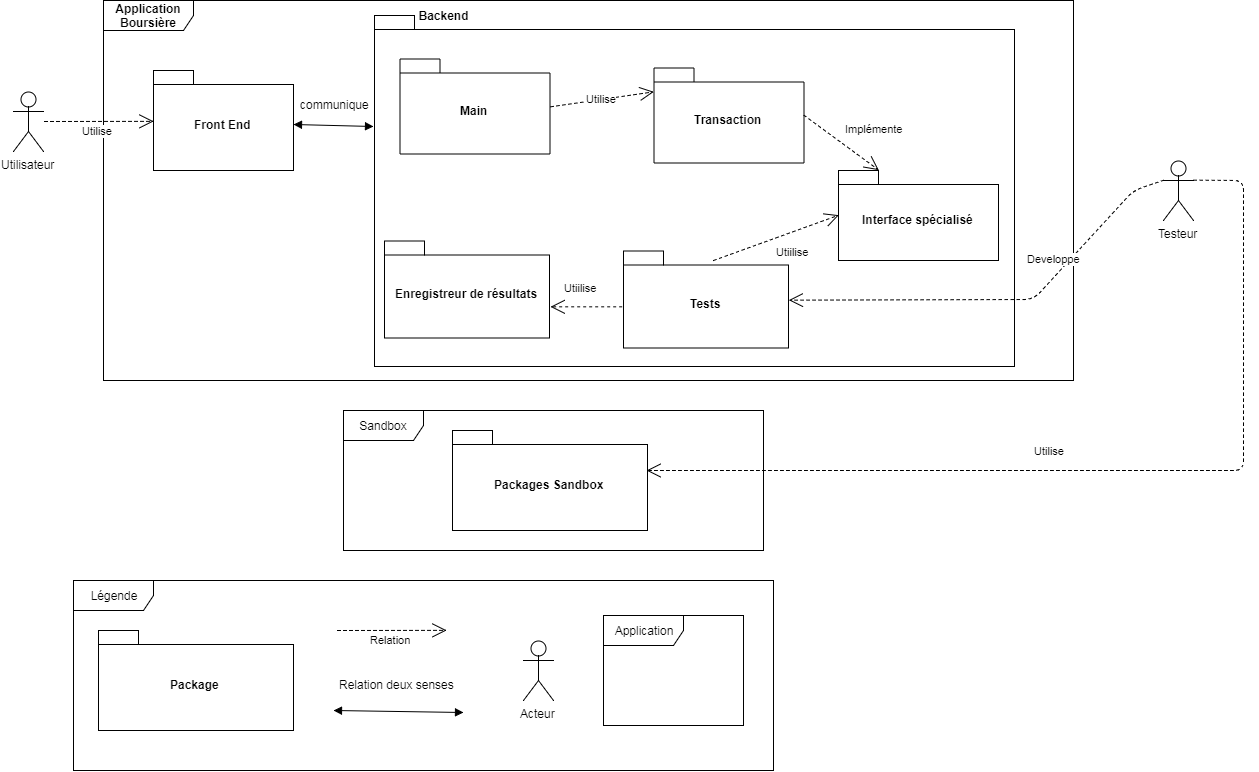 Application
Boursière
Backend
Main
Utilise
Transaction
communique
Front End
Utilise
Utilisateur
Implémente
Interface spécialisé
Testeur
Utiilise
Developpe
Enregistreur de résultats
Utiilise
Tests
Sandbox
Packages Sandbox
Utilise
Légende
Package
Relation
Relation deux senses
Acteur
Application